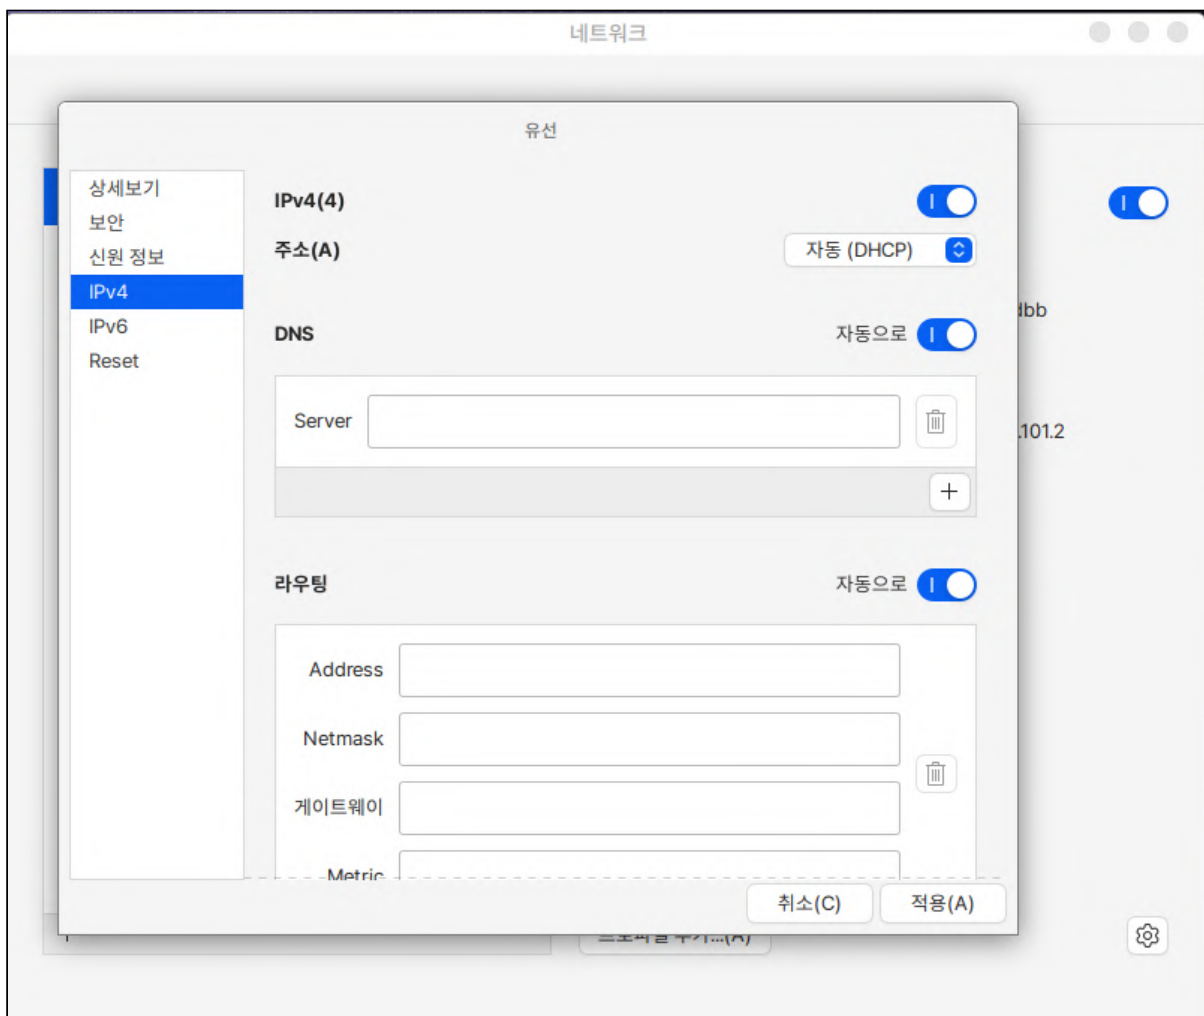 네트워크
유선
상세보기
보안
신원 정보
IPv4
IPv6
Reset
IPv4(4)
주소(A)
자동 (DHCP)
DNS
자동으로
Server
라우팅
자동으로
Address
Netmask
게이트웨이
Metric
취소(C)
적용(A)
dbb
.101.2